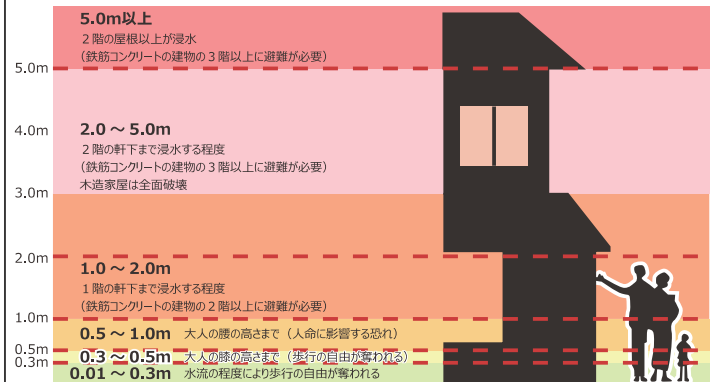 5.0m以上
2階の屋根以上が浸水
(鉄筋コンクリートの建物の3階以上に避難が必要)
5.0m
4.0m
2.0～5.0m
2階の軒下まで浸水する程度
(鉄筋コンクリートの建物の3階以上に避難が必要)
木造家屋は全面破壊
3.0m
2.0m
1.0～2.0m
1階の軒下まで浸水する程度
(鉄筋コンクリートの建物の2階以上に避難が必要)
1.0m
0.5～1.0m 大人の腰の高さまで(人命に影響する恐れ)
0.5m
0.3～0.5m 大人の膝の高さまで(歩行の自由が奪われる)
0.3m
0.01～0.3m 水流の程度により歩行の自由が奪われる